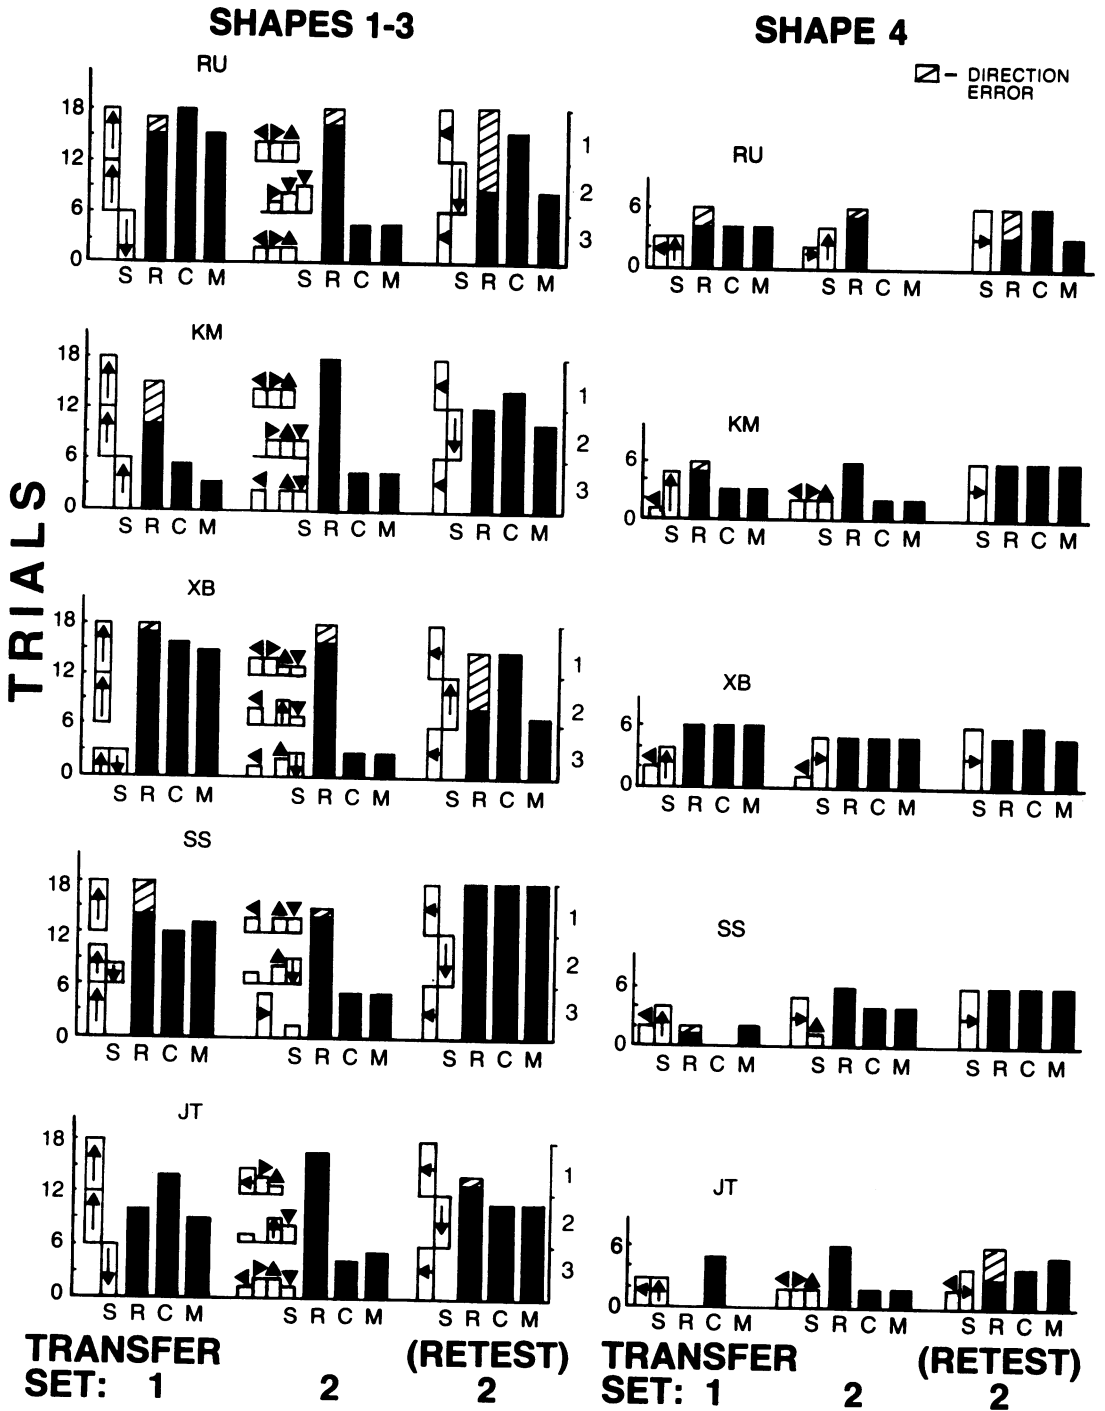 SHAPES 1-3
SHAPE 4
- DIRECTION
ERROR
TRIALS
RU
18
12
6
0
1
2
3
S R C M
S R C M
S R C M
RU
6
0
S R C M
S R C M
S R C M
KM
18
12
6
0
1
2
3
S R C M
S R C M
S R C M
KM
6
0
S R C M
S R C M
S R C M
XB
18
12
6
0
1
2
3
S R C M
S R C M
S R C M
XB
6
0
S R C M
S R C M
S R C M
SS
18
12
6
0
1
2
3
S R C M
S R C M
S R C M
SS
6
0
S R C M
S R C M
S R C M
JT
18
12
6
0
1
2
3
S R C M
S R C M
S R C M
JT
6
0
S R C M
S R C M
S R C M
TRANSFER (RETEST)
SET: 1 2 2
TRANSFER (RETEST)
SET: 1 2 2